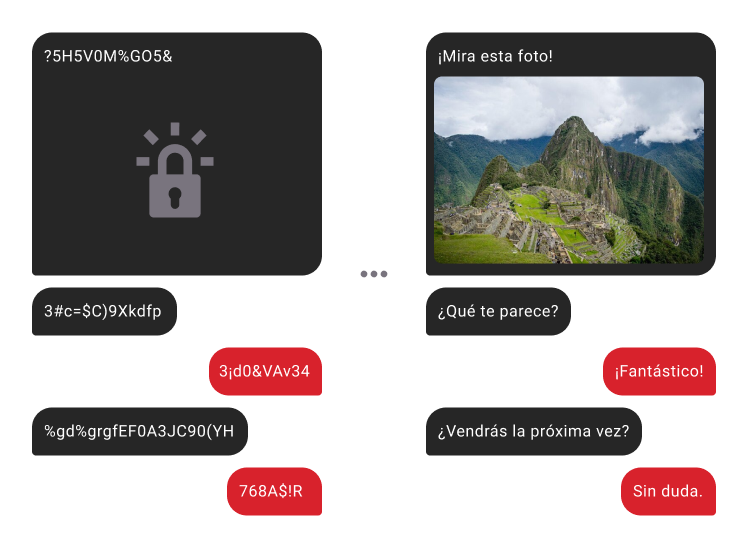 ?5H5V0M%GO5&
3#c=$C)9Xkdfp
3¡d0&VAv34
%gd%grgfEF0A3JC90(YH
768A$!R
¡Mira esta foto!
¿Qué te parece?
¡Fantástico!
¿Vendrás la próxima vez?
Sin duda.